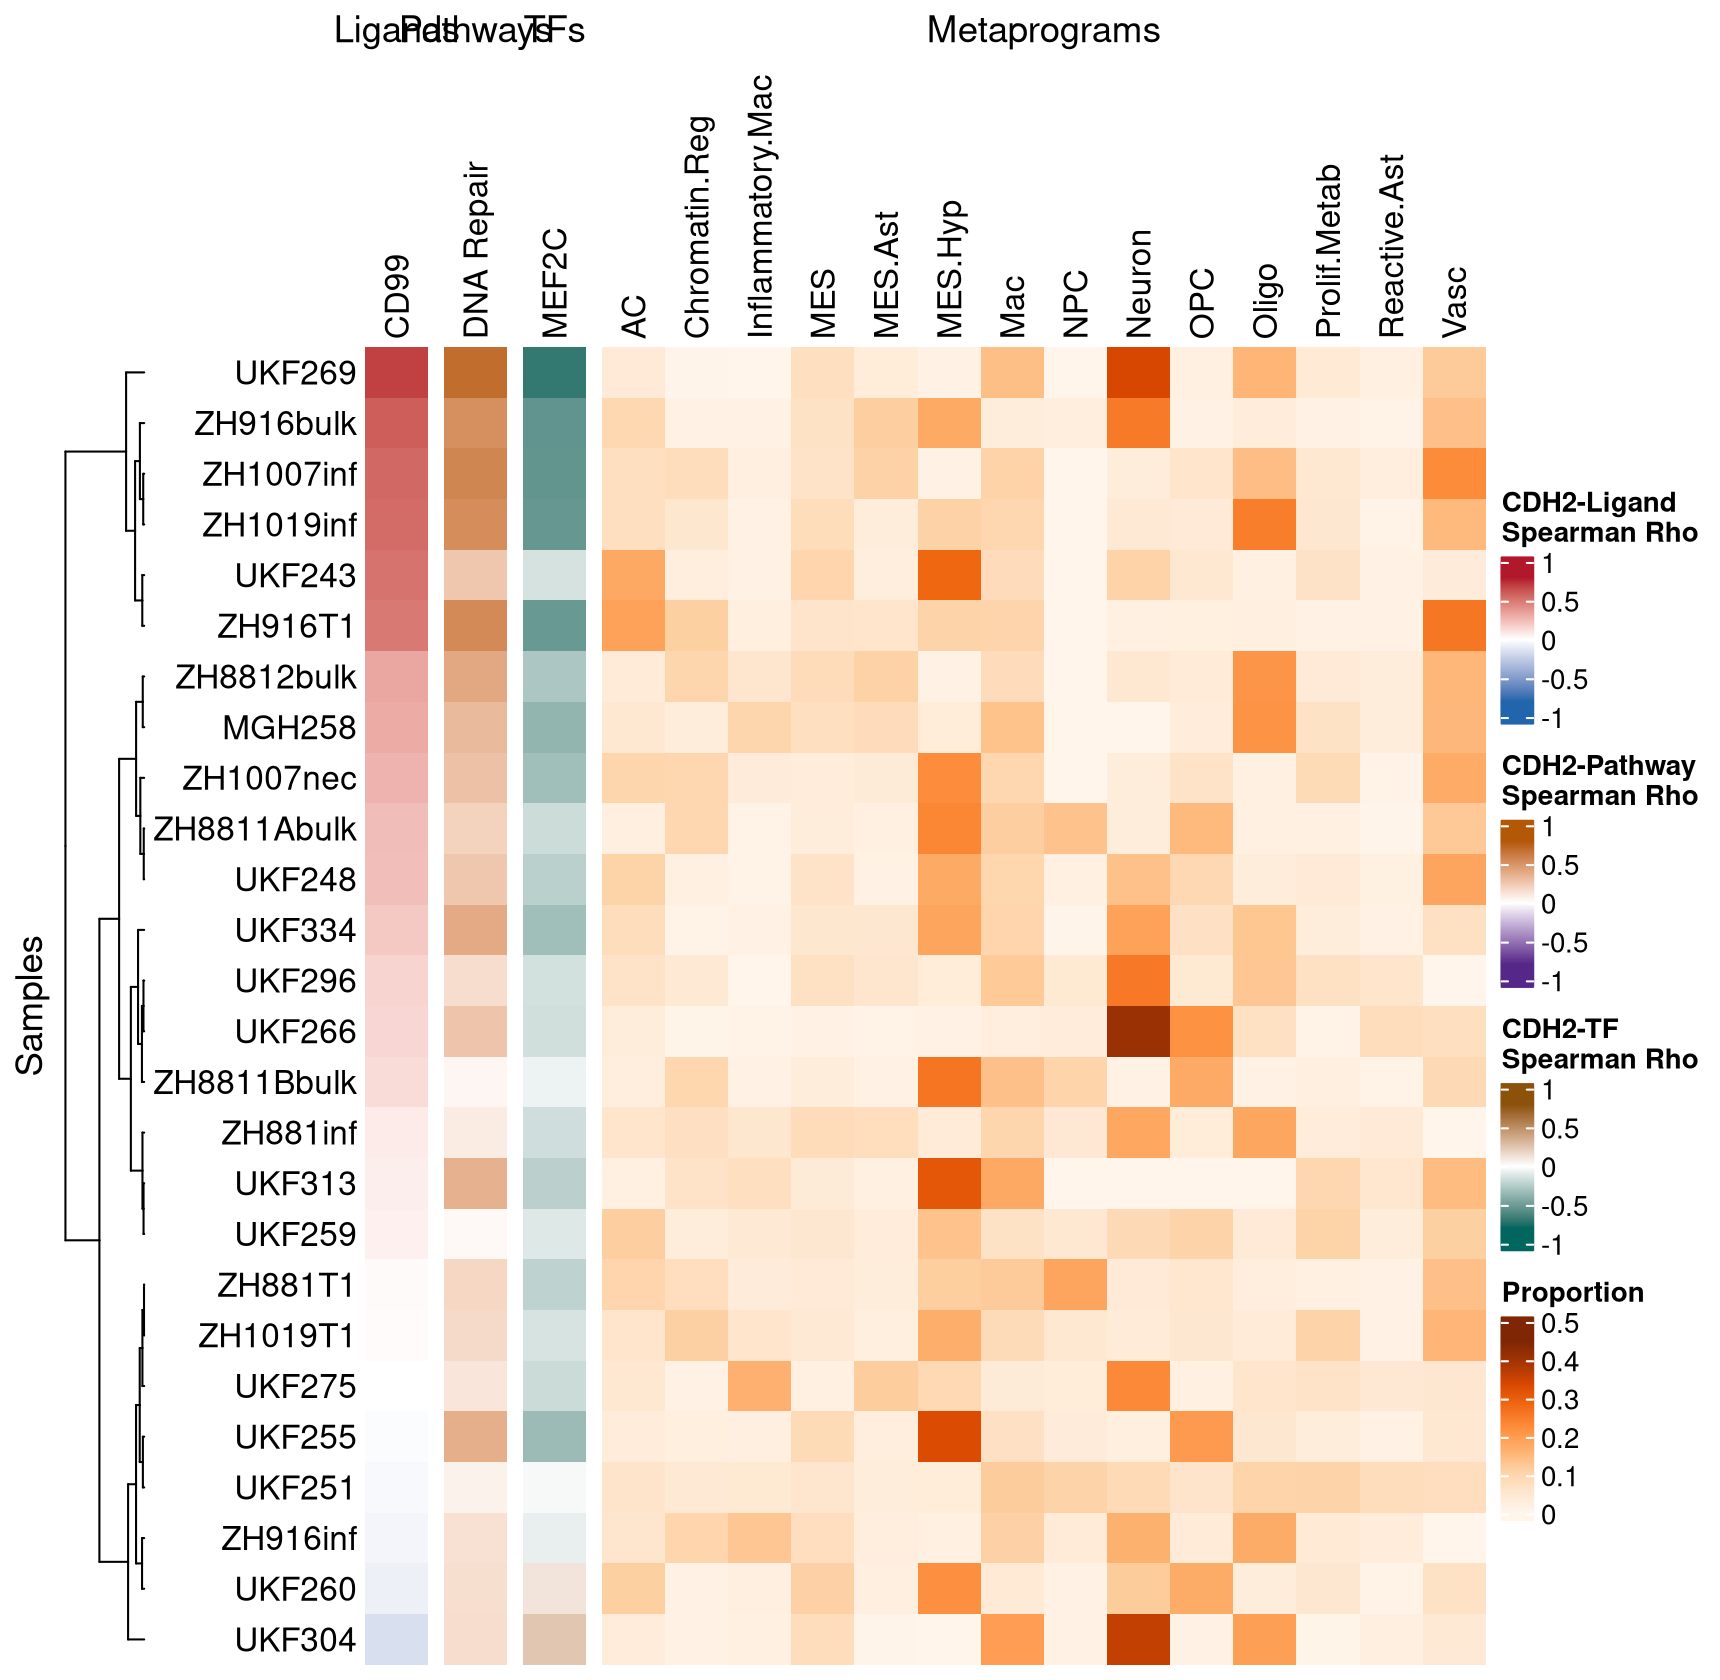 Ligands Pathways TFs Metaprograms
CD99 DNA Repair MEF2C AC Chromatin.Reg Inflammatory.Mac MES MES.Ast MES.Hyp Mac NPC Neuron OPC Oligo Prolif.Metab Reactive.Ast Vasc
Samples
UKF269
ZH916bulk
ZH1007inf
ZH1019inf
UKF243
ZH916T1
ZH8812bulk
MGH258
ZH1007nec
ZH8811Abulk
UKF248
UKF334
UKF296
UKF266
ZH8811Bbulk
ZH881inf
UKF313
UKF259
ZH881T1
ZH1019T1
UKF275
UKF255
UKF251
ZH916inf
UKF260
UKF304
CDH2-Ligand
Spearman Rho
1
0.5
0
-0.5
-1
CDH2-Pathway
Spearman Rho
1
0.5
0
-0.5
-1
CDH2-TF
Spearman Rho
1
0.5
0
-0.5
-1
Proportion
0.5
0.4
0.3
0.2
0.1
0